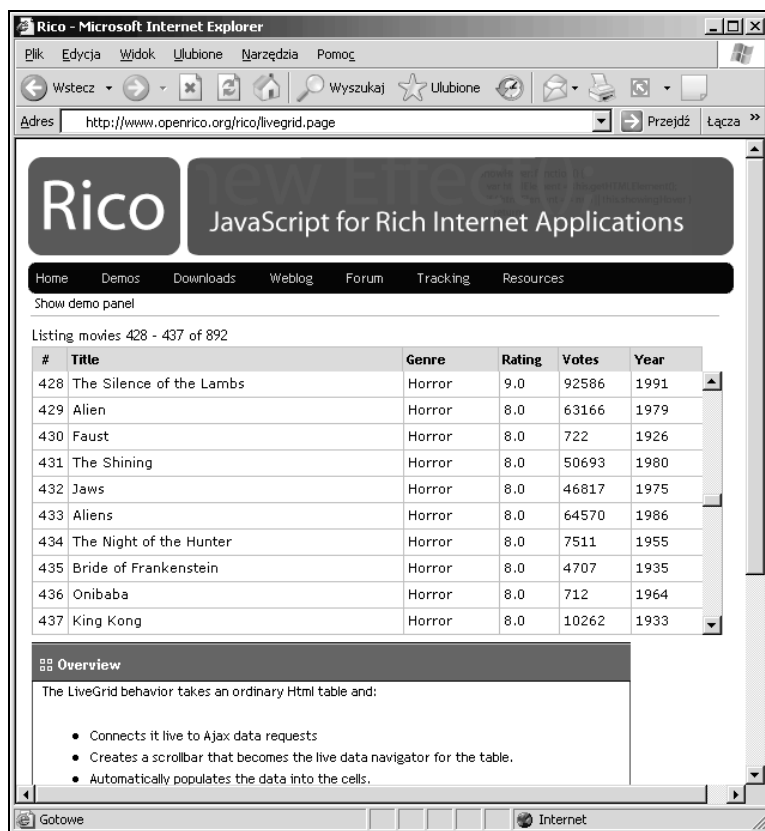 Rico - Microsoft Internet Explorer
Plik Edycja Widok Ulubione Narzędzia Pomoc
Wstecz Wyszukaj Ulubione
Adres http://www.openrico.org/rico/livegrid.page Przejdź Łącza »
new Effect();
Rico
JavaScript for Rich Internet Applications
Home Demos Downloads Weblog Forum Tracking Resources
Show demo panel
Listing movies 428 - 437 of 892
# Title Genre Rating Votes Year
428 The Silence of the Lambs Horror 9.0 92586 1991
429 Alien Horror 8.0 63166 1979
430 Faust Horror 8.0 722 1926
431 The Shining Horror 8.0 50693 1980
432 Jaws Horror 8.0 46817 1975
433 Aliens Horror 8.0 64570 1986
434 The Night of the Hunter Horror 8.0 7511 1955
435 Bride of Frankenstein Horror 8.0 4707 1935
436 Onibaba Horror 8.0 712 1964
437 King Kong Horror 8.0 10262 1933
Overview
The LiveGrid behavior takes an ordinary Html table and:
• Connects it live to Ajax data requests
• Creates a scrollbar that becomes the live data navigator for the table.
• Automatically populates the data into the cells.
Gotowe Internet